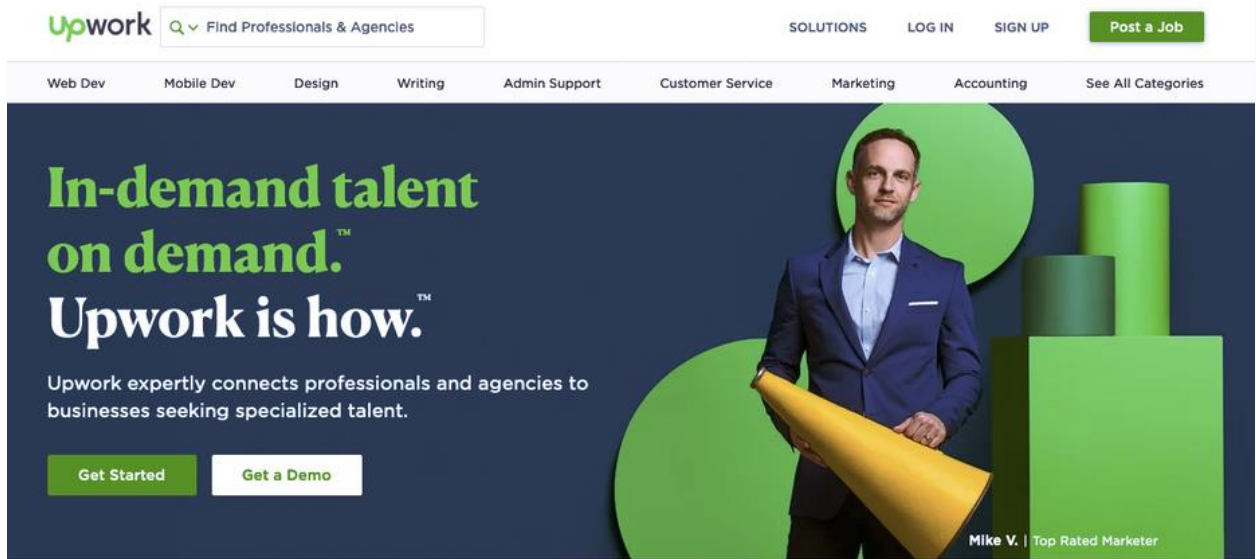 Upwork Find Professionals & Agencies SOLUTIONS LOG IN SIGN UP Post a Job
Web Dev Mobile Dev Design Writing Admin Support Customer Service Marketing Accounting See All Categories
In-demand talent
on demand.™
Upwork is how.™
Upwork expertly connects professionals and agencies to
businesses seeking specialized talent.
Get Started Get a Demo
Mike V. | Top Rated Marketer